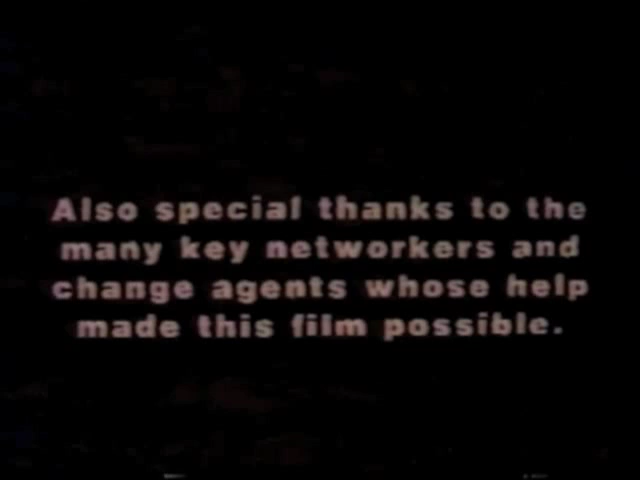 Also special thanks to the
many key networkers and
change agents whose help
made this film possible.